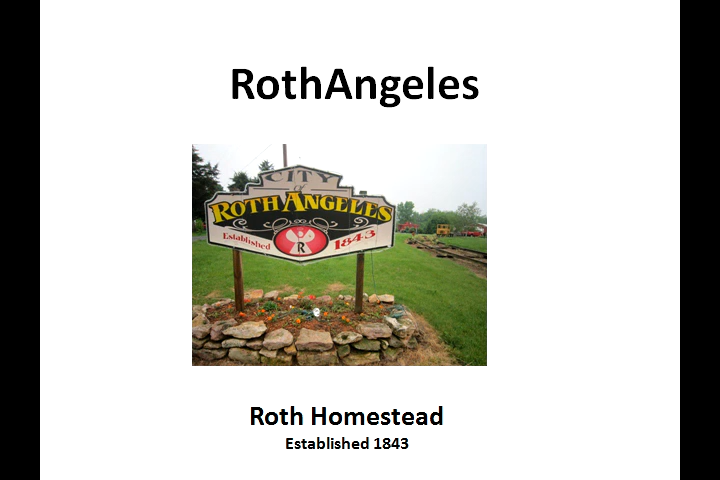 RothAngeles
CITY
of
ROTH ANGELES
Established
R
1843
Roth Homestead
Established 1843